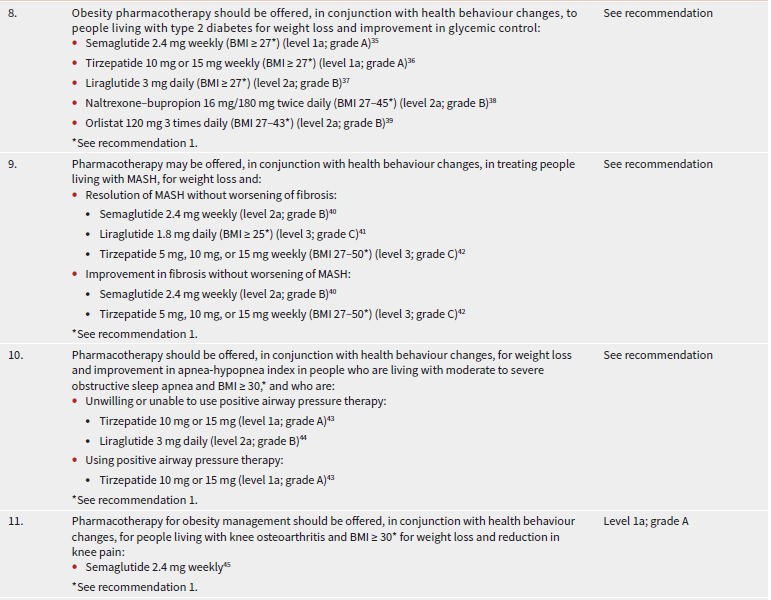 8. Obesity pharmacotherapy should be offered, in conjunction with health behaviour changes, to See recommendation
people living with type 2 diabetes for weight loss and improvement in glycemic control:
• Semaglutide 2.4 mg weekly (BMI ≥ 27*) (level 1a; grade A)³⁵
• Tirzepatide 10 mg or 15 mg weekly (BMI ≥ 27*) (level 1a; grade A)³⁶
• Liraglutide 3 mg daily (BMI ≥ 27*) (level 2a; grade B)³⁷
• Naltrexone–bupropion 16 mg/180 mg twice daily (BMI 27–45*) (level 2a; grade B)³⁸
• Orlistat 120 mg 3 times daily (BMI 27–43*) (level 2a; grade B)³⁹
*See recommendation 1.
9. Pharmacotherapy may be offered, in conjunction with health behaviour changes, in treating people See recommendation
living with MASH, for weight loss and:
• Resolution of MASH without worsening of fibrosis:
• Semaglutide 2.4 mg weekly (level 2a; grade B)⁴⁰
• Liraglutide 1.8 mg daily (BMI ≥ 25*) (level 3; grade C)⁴¹
• Tirzepatide 5 mg, 10 mg, or 15 mg weekly (BMI 27–50*) (level 3; grade C)⁴²
• Improvement in fibrosis without worsening of MASH:
• Semaglutide 2.4 mg weekly (level 2a; grade B)⁴⁰
• Tirzepatide 5 mg, 10 mg, or 15 mg weekly (BMI 27–50*) (level 3; grade C)⁴²
*See recommendation 1.
10. Pharmacotherapy should be offered, in conjunction with health behaviour changes, for weight loss See recommendation
and improvement in apnea-hypopnea index in people who are living with moderate to severe
obstructive sleep apnea and BMI ≥ 30,* and who are:
• Unwilling or unable to use positive airway pressure therapy:
• Tirzepatide 10 mg or 15 mg (level 1a; grade A)⁴³
• Liraglutide 3 mg daily (level 2a; grade B)⁴⁴
• Using positive airway pressure therapy:
• Tirzepatide 10 mg or 15 mg (level 1a; grade A)⁴³
*See recommendation 1.
11. Pharmacotherapy for obesity management should be offered, in conjunction with health behaviour Level 1a; grade A
changes, for people living with knee osteoarthritis and BMI ≥ 30* for weight loss and reduction in
knee pain:
• Semaglutide 2.4 mg weekly⁴⁵
*See recommendation 1.